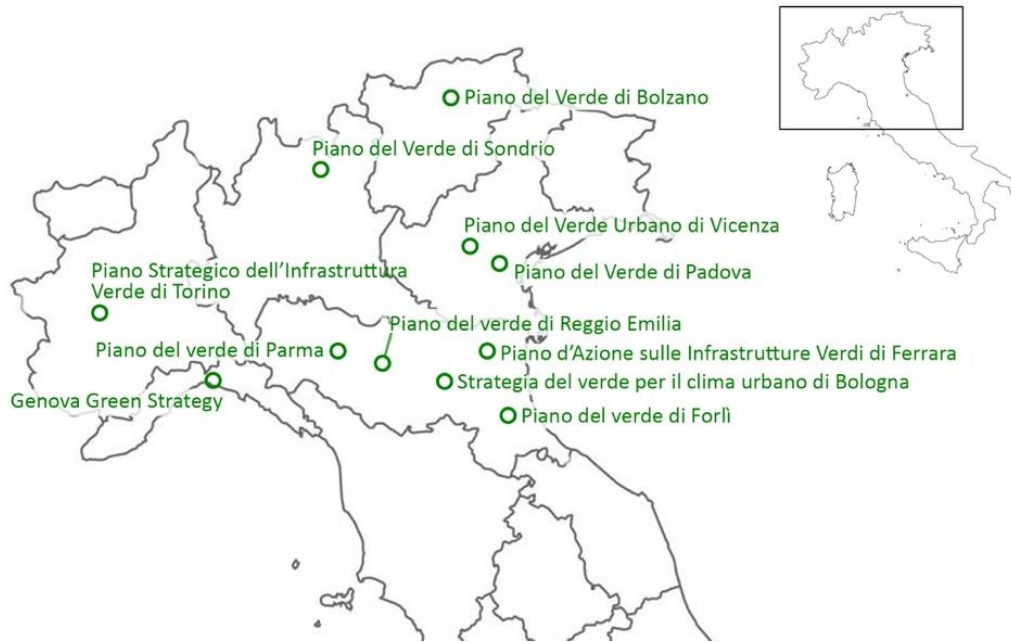 Piano del Verde di Bolzano
Piano del Verde di Sondrio
Piano del Verde Urbano di Vicenza
Piano del Verde di Padova
Piano Strategico dell’Infrastruttura
Verde di Torino
Piano del verde di Reggio Emilia
Piano del verde di Parma
Piano d’Azione sulle Infrastrutture Verdi di Ferrara
Strategia del verde per il clima urbano di Bologna
Genova Green Strategy
Piano del verde di Forlì